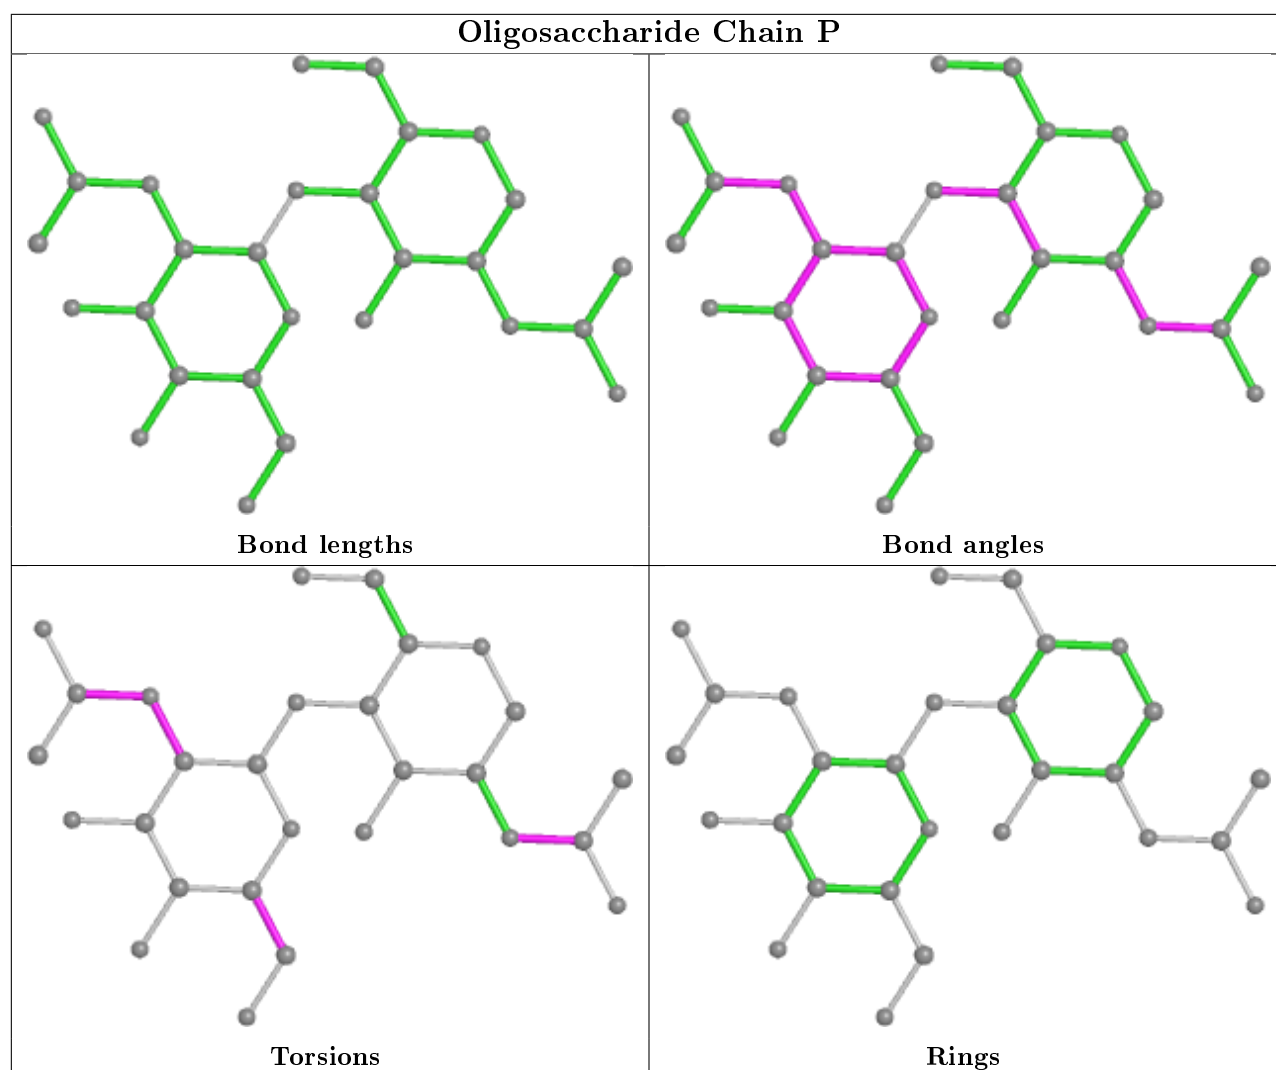 Oligosaccharide Chain P
Bond lengths
Bond angles
Torsions
Rings